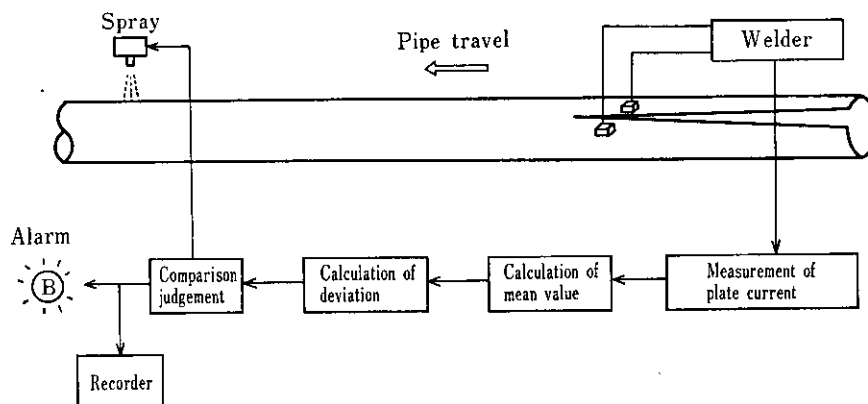 Spray
Pipe travel
Welder
Alarm
B
Comparison
judgement
Calculation of
deviation
Calculation of
mean value
Measurement of
plate current
Recorder